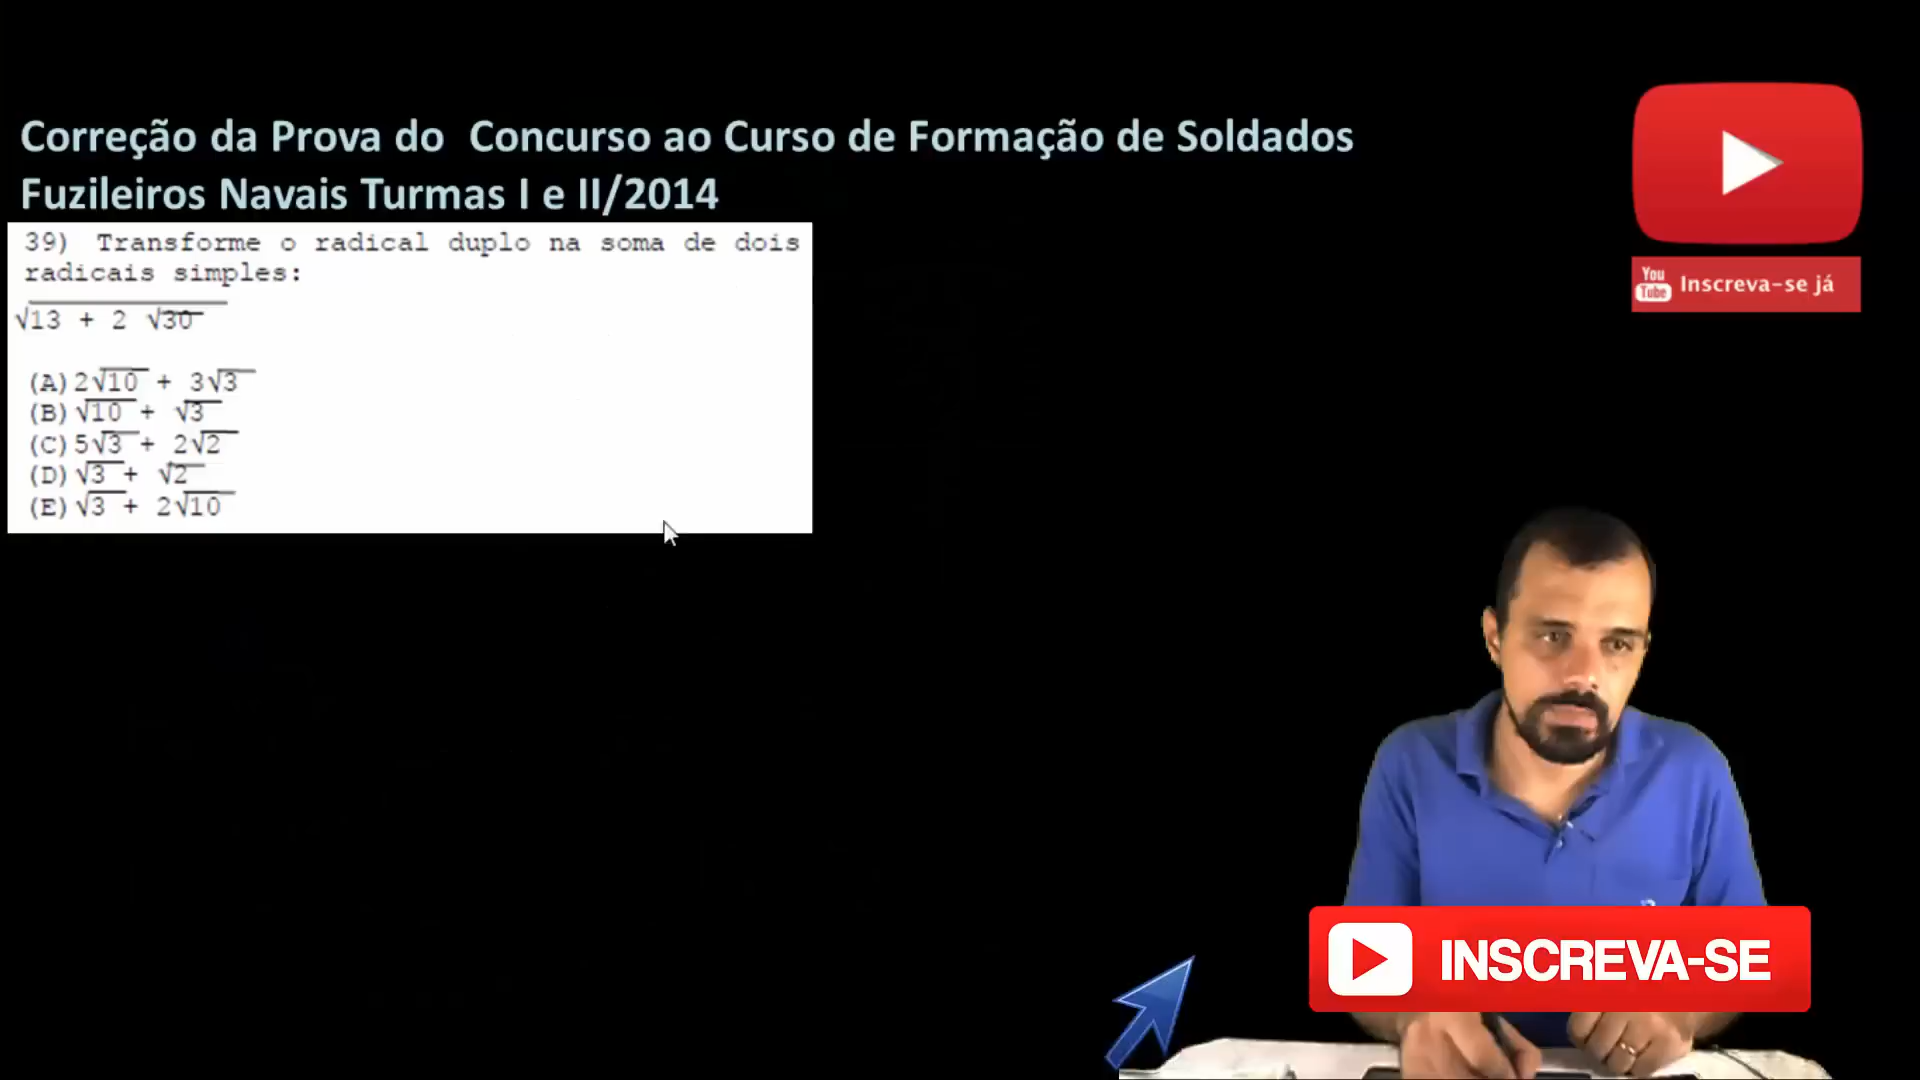 Correção da Prova do Concurso ao Curso de Formação de Soldados
Fuzileiros Navais Turmas I e II/2014
39) Transforme o radical duplo na soma de dois
radicais simples:
√13 + 2 √30
(A) 2√10 + 3√3
(B) √10 + √3
(C) 5√3 + 2√2
(D) √3 + √2
(E) √3 + 2√10
You Tube Inscreva-se já
INSCREVA-SE